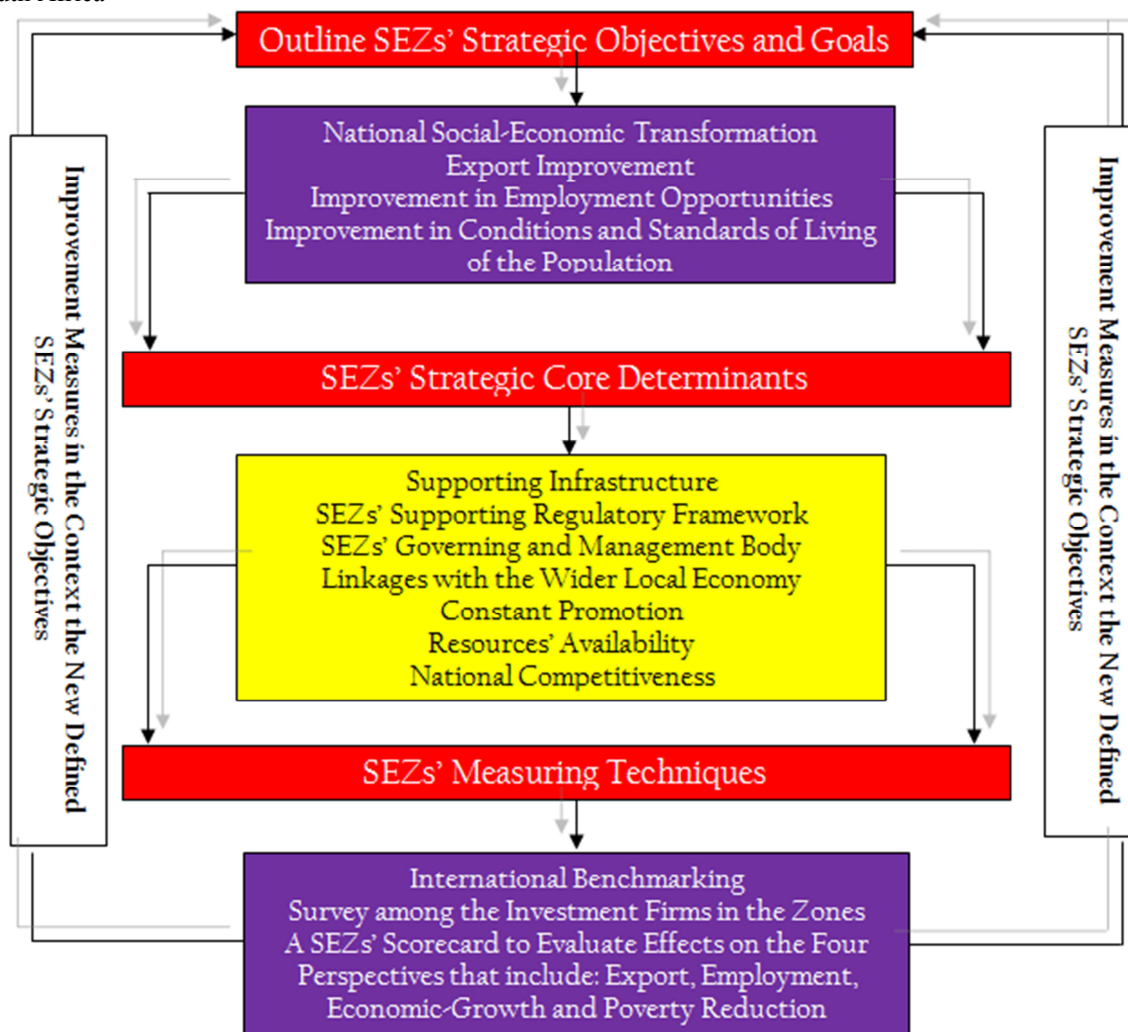 Outline SEZs' Strategic Objectives and Goals
National Social-Economic Transformation
Export Improvement
Improvement in Employment Opportunities
Improvement in Conditions and Standards of Living
of the Population
SEZs' Strategic Core Determinants
Supporting Infrastructure
SEZs' Supporting Regulatory Framework
SEZs' Governing and Management Body
Linkages with the Wider Local Economy
Constant Promotion
Resources' Availability
National Competitiveness
SEZs' Measuring Techniques
International Benchmarking
Survey among the Investment Firms in the Zones
A SEZs' Scorecard to Evaluate Effects on the Four
Perspectives that include: Export, Employment,
Economic-Growth and Poverty Reduction
Improvement Measures in the Context the New Defined
SEZs' Strategic Objectives
Improvement Measures in the Context the New Defined
SEZs' Strategic Objectives